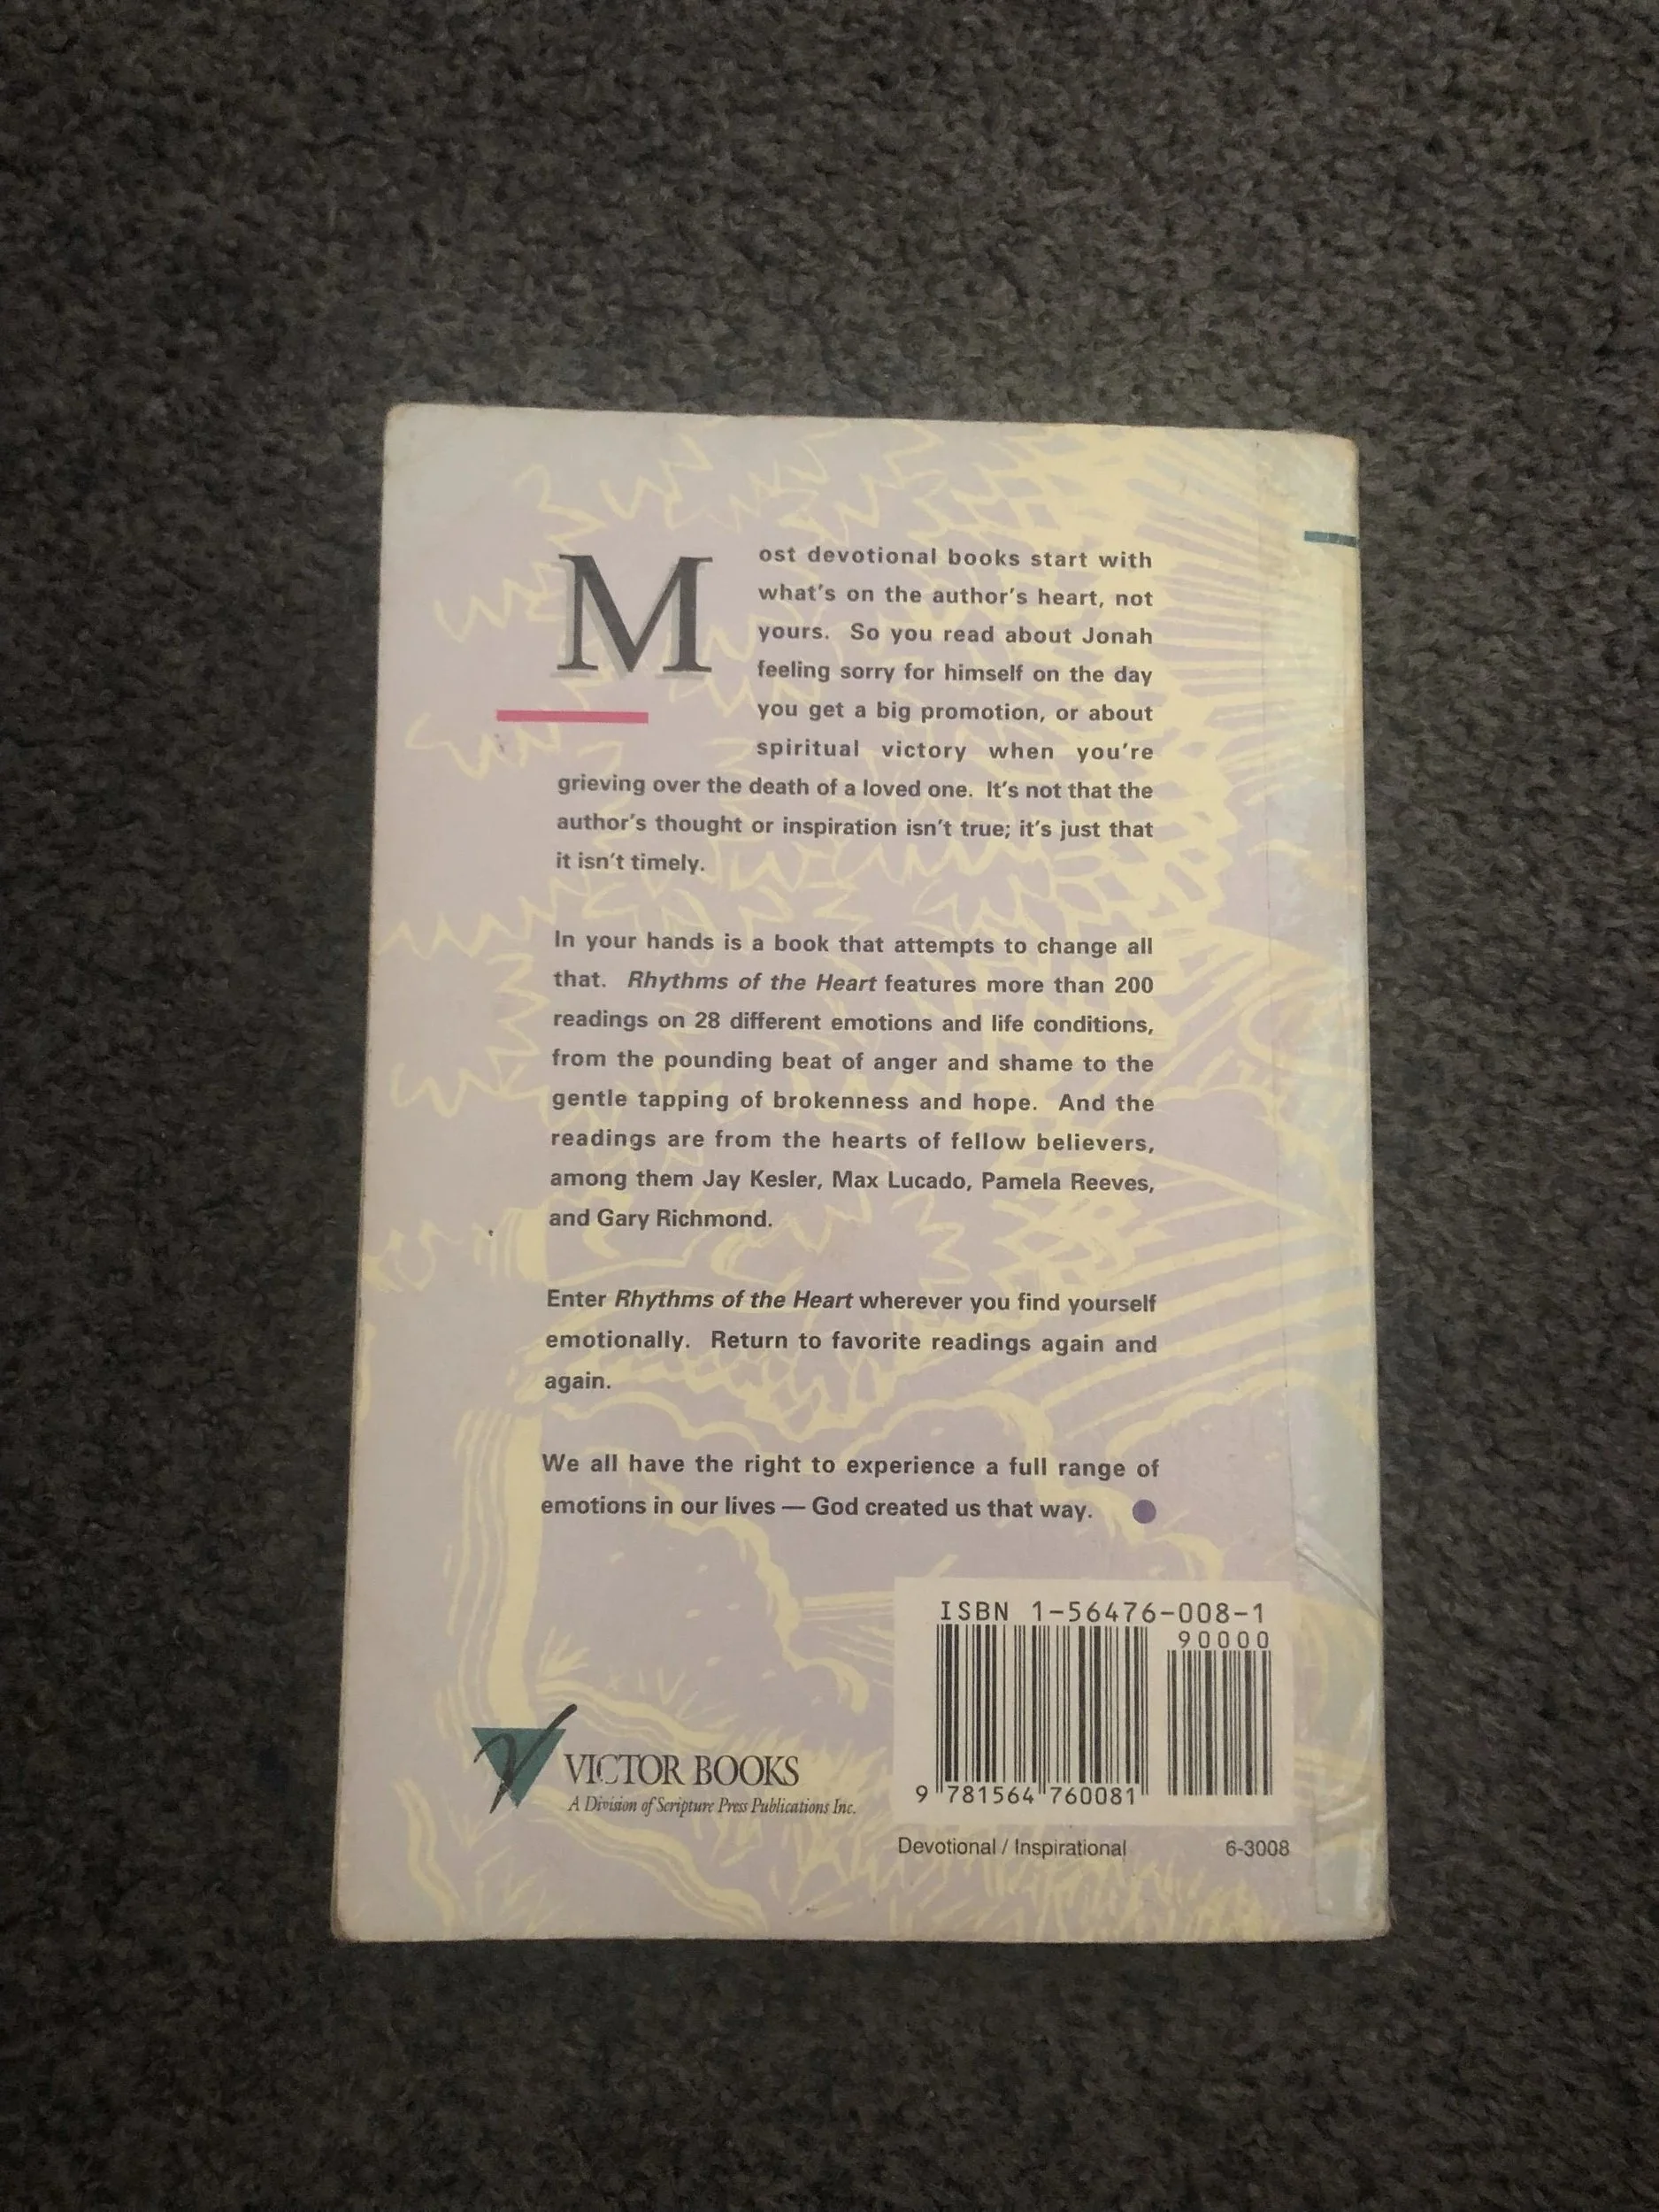 Most devotional books start with
what's on the author's heart, not
yours. So you read about Jonah
feeling sorry for himself on the day
you get a big promotion, or about
spiritual victory when you're
grieving over the death of a loved one. It's not that the
author's thought or inspiration isn't true; it's just that
it isn't timely.
In your hands is a book that attempts to change all
that. Rhythms of the Heart features more than 200
readings on 28 different emotions and life conditions,
from the pounding beat of anger and shame to the
gentle tapping of brokenness and hope. And the
readings are from the hearts of fellow believers,
among them Jay Kesler, Max Lucado, Pamela Reeves,
and Gary Richmond.
Enter Rhythms of the Heart wherever you find yourself
emotionally. Return to favorite readings again and
again.
We all have the right to experience a full range of
emotions in our lives — God created us that way.
ISBN 1-56476-008-1
90000
9 781564 760081
VICTOR BOOKS
A Division of Scripture Press Publications Inc.
Devotional / Inspirational 6-3008